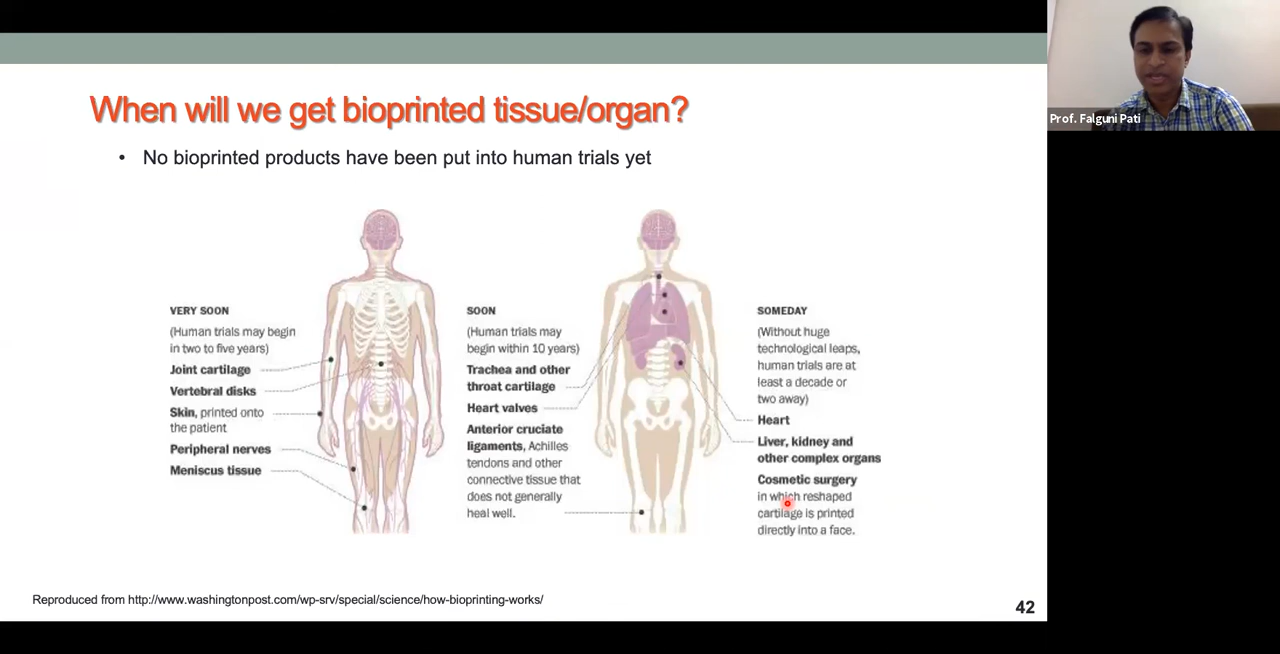 When will we get bioprinted tissue/organ?
• No bioprinted products have been put into human trials yet
VERY SOON
(Human trials may begin
in two to five years)
Joint cartilage
Vertebral disks
Skin, printed onto
the patient
Peripheral nerves
Meniscus tissue
SOON
(Human trials may
begin within 10 years)
Trachea and other
throat cartilage
Heart valves
Anterior cruciate
ligaments, Achilles
tendons and other
connective tissue that
does not generally
heal well.
SOMEDAY
(Without huge
technological leaps,
human trials are at
least a decade or
two away)
Heart
Liver, kidney and
other complex organs
Cosmetic surgery
in which reshaped
cartilage is printed
directly into a face.
Reproduced from http://www.washingtonpost.com/wp-srv/special/science/how-bioprinting-works/
42
Prof. Falguni Pati